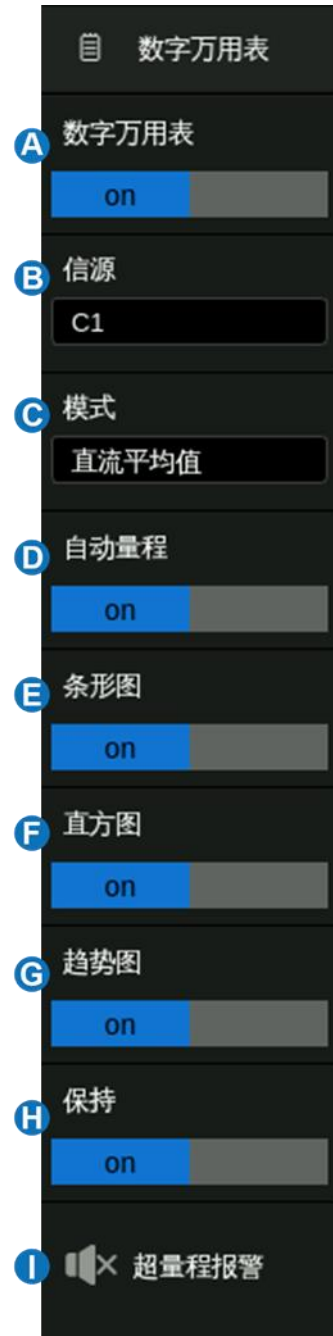 数字万用表
A 数字万用表
on
B 信源
C1
C 模式
直流平均值
D 自动量程
on
E 条形图
on
F 直方图
on
G 趋势图
on
H 保持
on
I 超量程报警